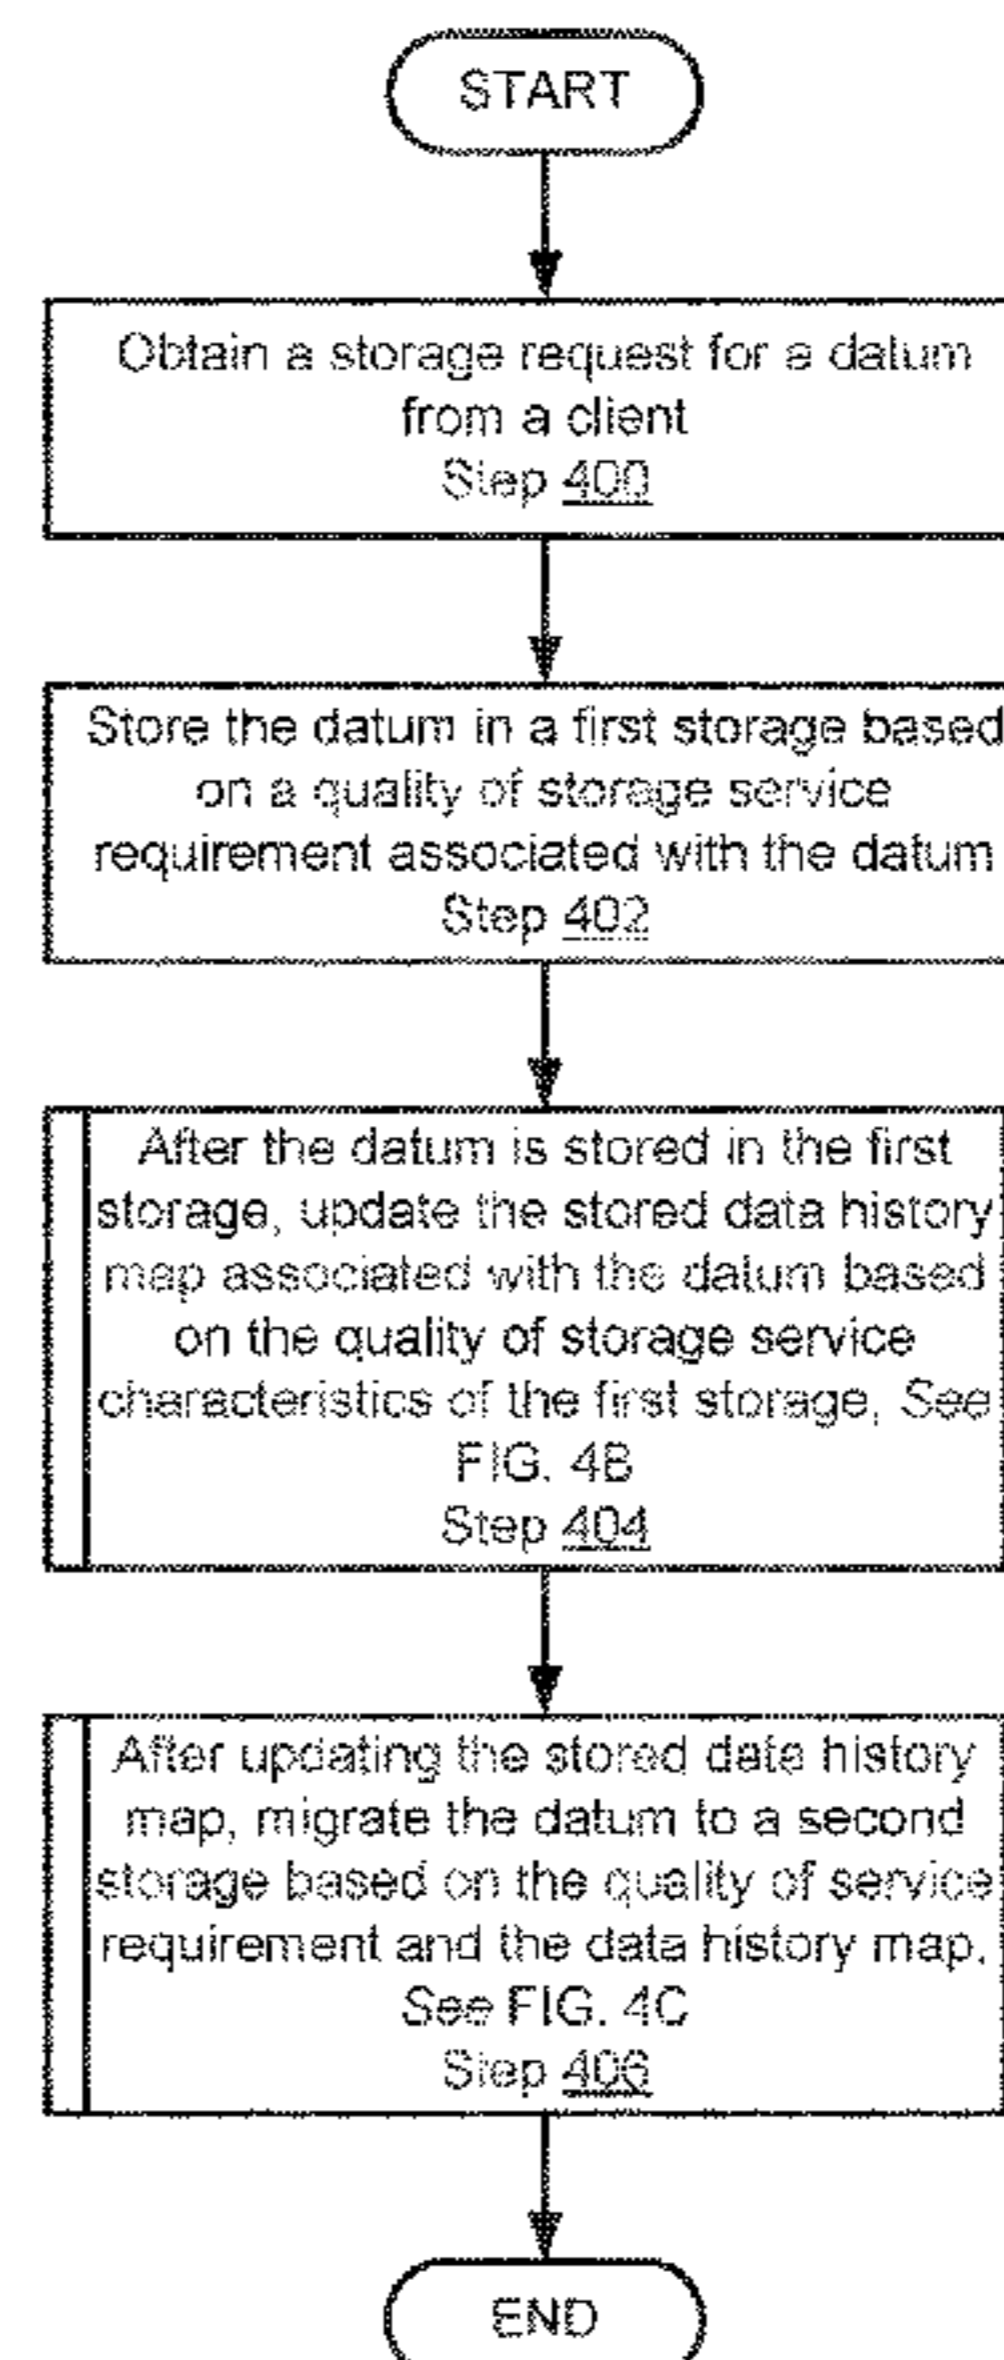 START
Obtain a storage request for a datum
from a client
Step 400
Store the datum in a first storage based
on a quality of storage service
requirement associated with the datum
Step 402
After the datum is stored in the first
storage, update the stored data history
map associated with the datum based
on the quality of storage service
characteristics of the first storage, See
FIG. 4B
Step 404
After updating the stored data history
map, migrate the datum to a second
storage based on the quality of service
requirement and the data history map,
See FIG. 4C
Step 406
END